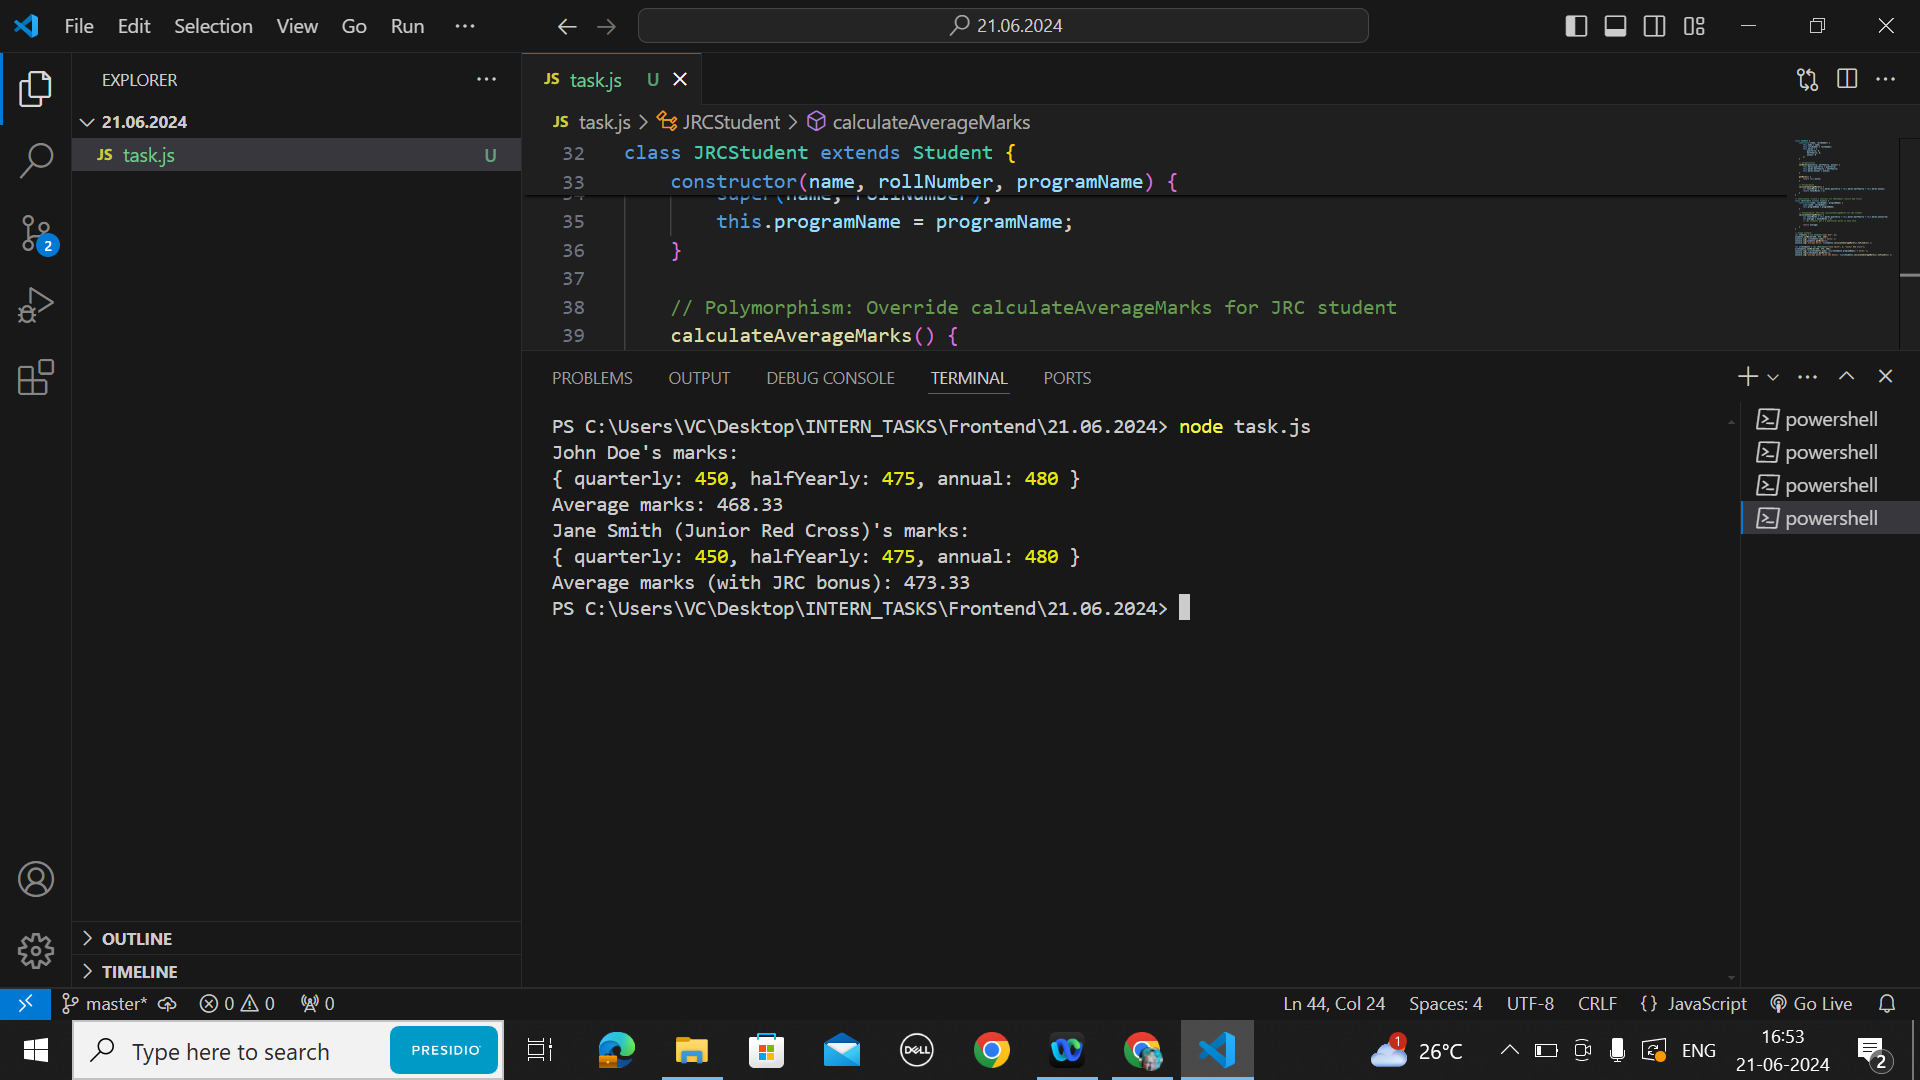 File Edit Selection View Go Run ···
21.06.2024
EXPLORER
21.06.2024
JS task.js U
JS task.js U
JS task.js > JRCStudent > calculateAverageMarks
32 class JRCStudent extends Student {
33 constructor(name, rollNumber, programName) {
34 super(name, rollNumber);
35 this.programName = programName;
36 }
37
38 // Polymorphism: Override calculateAverageMarks for JRC student
39 calculateAverageMarks() {
PROBLEMS OUTPUT DEBUG CONSOLE TERMINAL PORTS
PS C:\Users\VC\Desktop\INTERN_TASKS\Frontend\21.06.2024> node task.js
John Doe's marks:
{ quarterly: 450, halfYearly: 475, annual: 480 }
Average marks: 468.33
Jane Smith (Junior Red Cross)'s marks:
{ quarterly: 450, halfYearly: 475, annual: 480 }
Average marks (with JRC bonus): 473.33
PS C:\Users\VC\Desktop\INTERN_TASKS\Frontend\21.06.2024>
powershell
powershell
powershell
powershell
2
OUTLINE
TIMELINE
master* 0 0 0
Ln 44, Col 24 Spaces: 4 UTF-8 CRLF {} JavaScript Go Live
Type here to search PRESIDIO
DELL
1 26°C ENG
16:53
21-06-2024
2